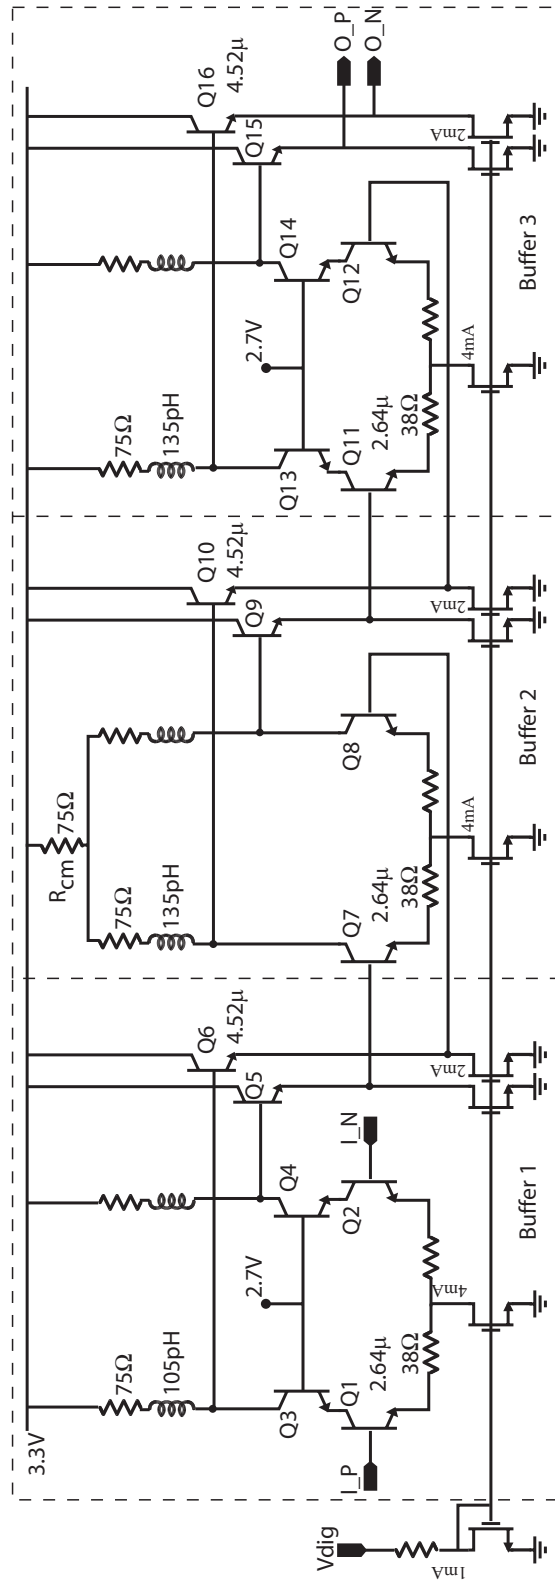 3.3V
Vdig
1mA
75Ω
105pH
Q3
Q4
2.7V
Q1
Q2
I_P
I_N
2.64μ
38Ω
4mA
Q5
Q6
4.52μ
2mA
Buffer 1
Rcm
75Ω
75Ω
135pH
Q7
Q8
2.64μ
38Ω
4mA
Q9
Q10
4.52μ
2mA
Buffer 2
75Ω
135pH
Q13
Q14
2.7V
Q11
Q12
2.64μ
38Ω
4mA
Q15
Q16
4.52μ
2mA
Buffer 3
O_P
O_N